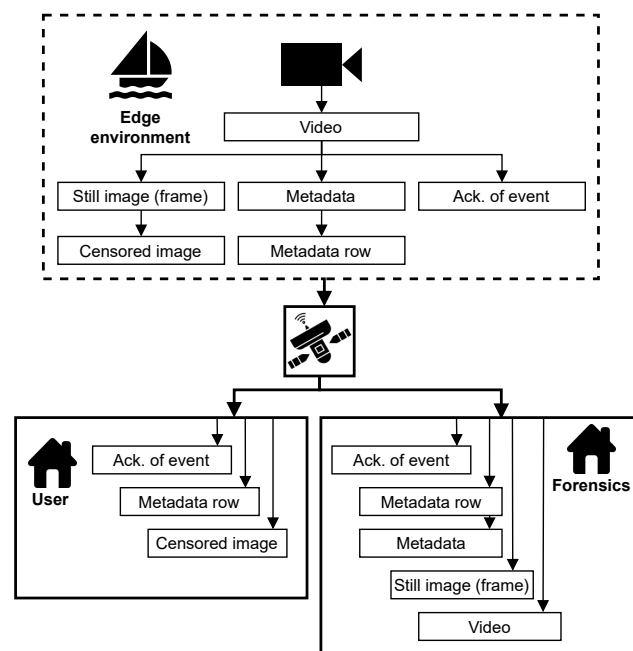 Edge
environment
Video
Still image (frame)
Metadata
Ack. of event
Censored image
Metadata row
User
Ack. of event
Metadata row
Censored image
Forensics
Ack. of event
Metadata row
Metadata
Still image (frame)
Video